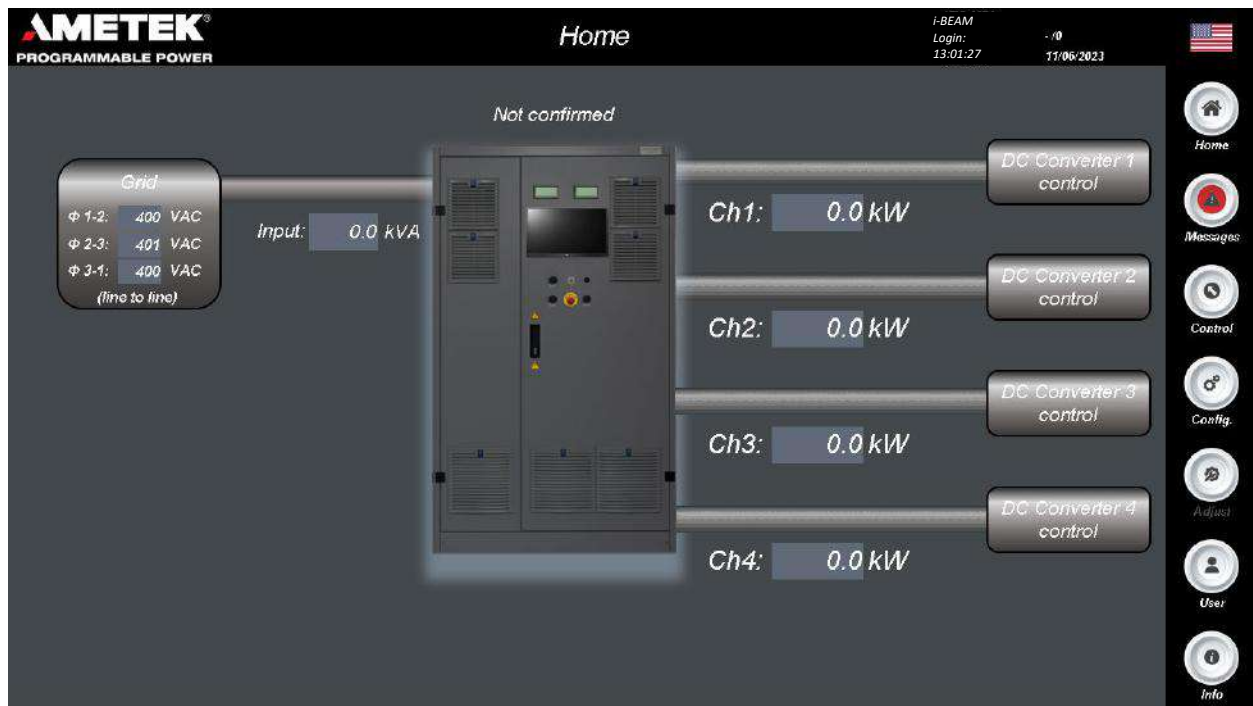 AMETEK®
PROGRAMMABLE POWER
Home
i-BEAM
Login: - /0
13:01:27 11/06/2023
Not confirmed
Grid
Φ 1-2: 400 VAC
Φ 2-3: 401 VAC
Φ 3-1: 400 VAC
(line to line)
Input: 0.0 kVA
DC Converter 1
control
Ch1: 0.0 kW
DC Converter 2
control
Ch2: 0.0 kW
DC Converter 3
control
Ch3: 0.0 kW
DC Converter 4
control
Ch4: 0.0 kW
Home
Messages
Control
Config.
Adjust
User
Info